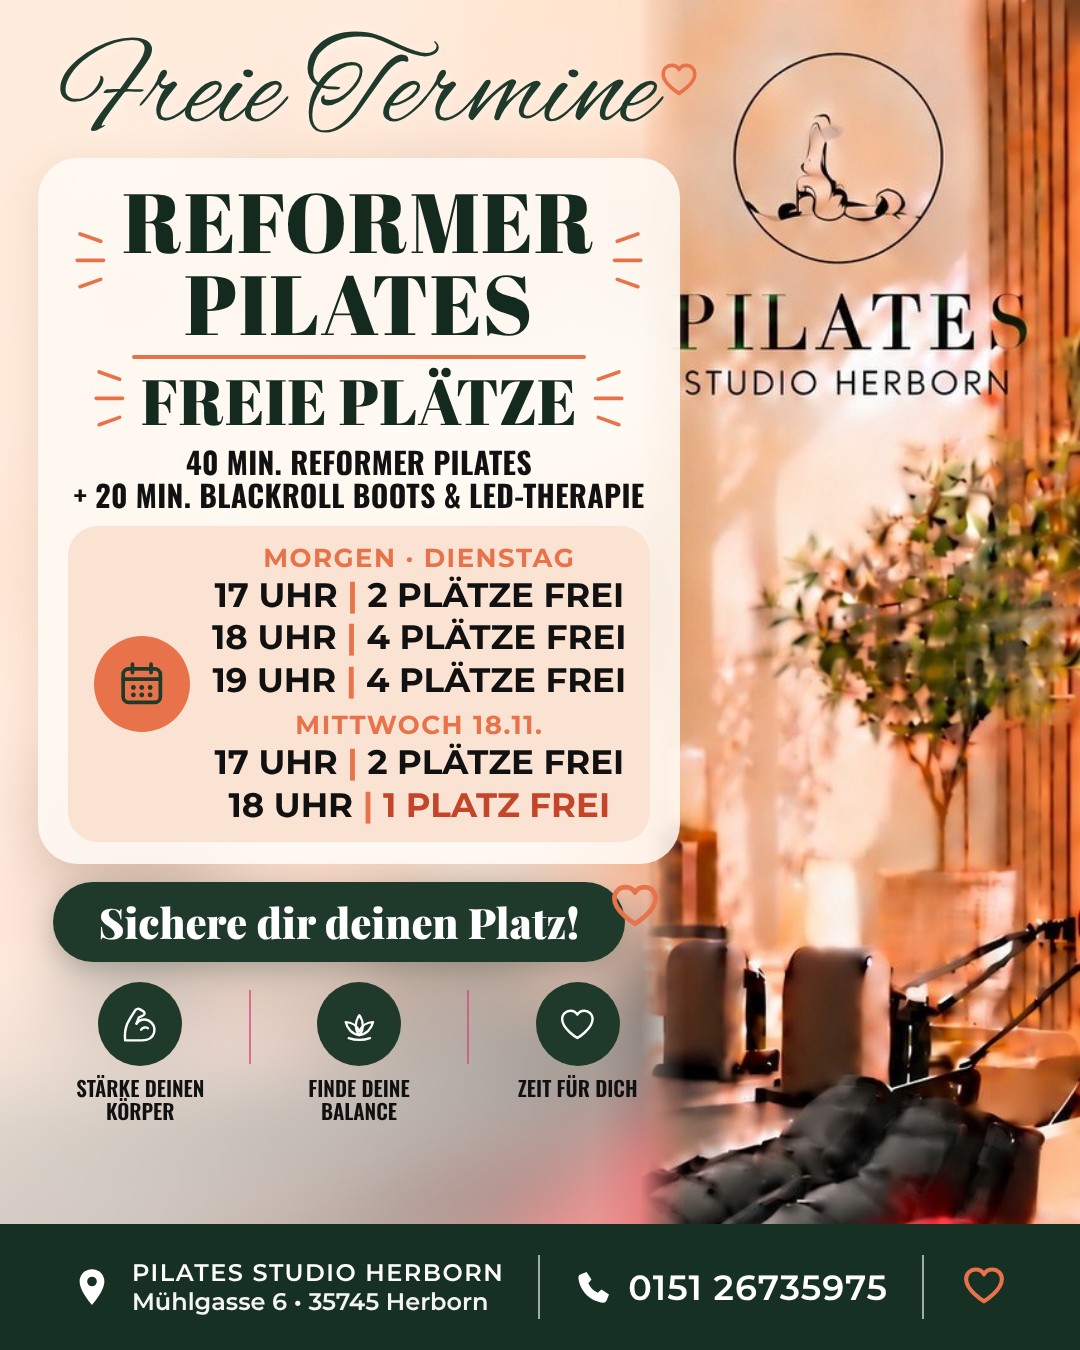 Freie Termine
REFORMER
PILATES
FREIE PLÄTZE
40 MIN. REFORMER PILATES
+ 20 MIN. BLACKROLL BOOTS & LED-THERAPIE
MORGEN · DIENSTAG
17 UHR | 2 PLÄTZE FREI
18 UHR | 4 PLÄTZE FREI
19 UHR | 4 PLÄTZE FREI
MITTWOCH 18.11.
17 UHR | 2 PLÄTZE FREI
18 UHR | 1 PLATZ FREI
PILATES
STUDIO HERBORN
Sichere dir deinen Platz!
STÄRKE DEINEN
KÖRPER
FINDE DEINE
BALANCE
ZEIT FÜR DICH
PILATES STUDIO HERBORN
Mühlgasse 6 • 35745 Herborn
0151 26735975